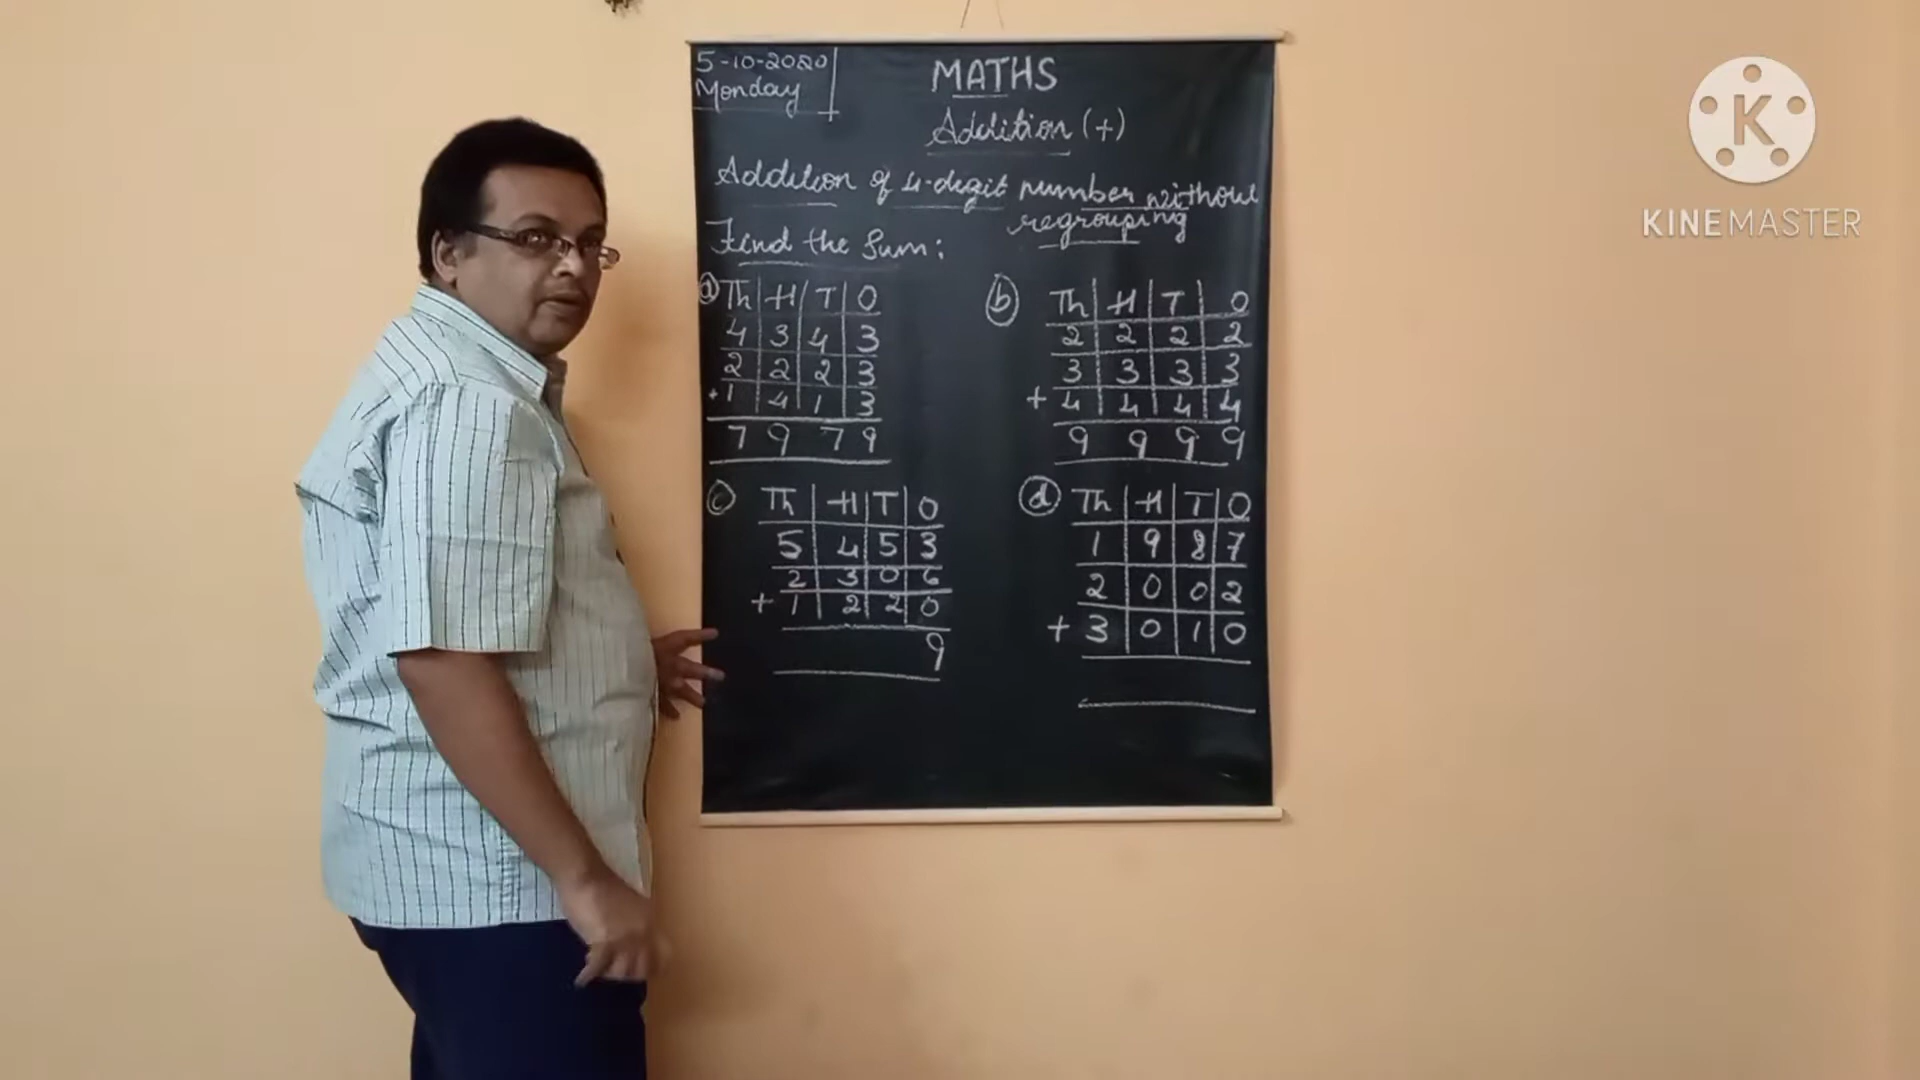 5-10-2020
Monday
MATHS
Addition (+)
Addition of 4-digit number without
regrouping
Find the Sum:
a Th H T O
4 3 4 3
2 2 2 3
+ 1 4 1 3
7 9 7 9
b Th H T O
2 2 2 2
3 3 3 3
+ 4 4 4 4
9 9 9 9
c Th H T O
5 4 5 3
2 3 0 6
+ 1 2 2 0
9
d Th H T O
1 9 8 7
2 0 0 2
+ 3 0 1 0
K
KINEMASTER